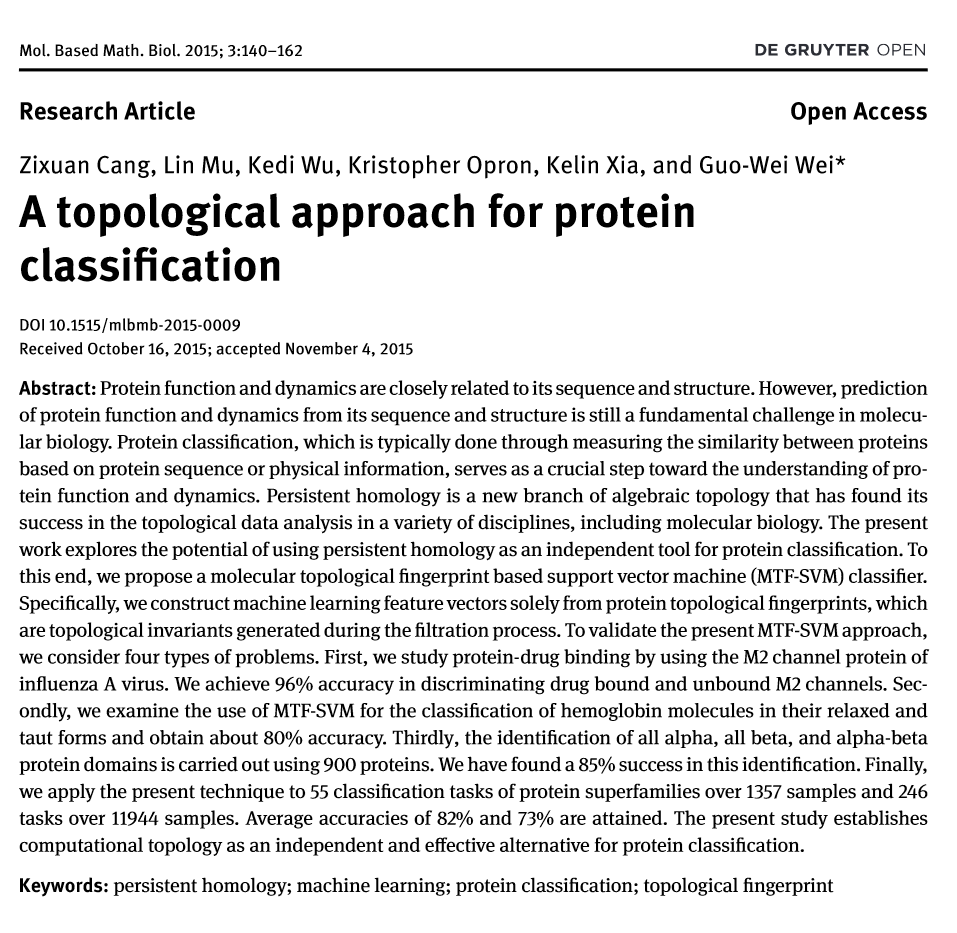 Mol. Based Math. Biol. 2015; 3:140–162
DE GRUYTER OPEN
Research Article
Open Access
Zixuan Cang, Lin Mu, Kedi Wu, Kristopher Opron, Kelin Xia, and Guo-Wei Wei*
A topological approach for protein
classification
DOI 10.1515/mlbmb-2015-0009
Received October 16, 2015; accepted November 4, 2015
Abstract: Protein function and dynamics are closely related to its sequence and structure. However, prediction
of protein function and dynamics from its sequence and structure is still a fundamental challenge in molecu-
lar biology. Protein classification, which is typically done through measuring the similarity between proteins
based on protein sequence or physical information, serves as a crucial step toward the understanding of pro-
tein function and dynamics. Persistent homology is a new branch of algebraic topology that has found its
success in the topological data analysis in a variety of disciplines, including molecular biology. The present
work explores the potential of using persistent homology as an independent tool for protein classification. To
this end, we propose a molecular topological fingerprint based support vector machine (MTF-SVM) classifier.
Specifically, we construct machine learning feature vectors solely from protein topological fingerprints, which
are topological invariants generated during the filtration process. To validate the present MTF-SVM approach,
we consider four types of problems. First, we study protein-drug binding by using the M2 channel protein of
influenza A virus. We achieve 96% accuracy in discriminating drug bound and unbound M2 channels. Sec-
ondly, we examine the use of MTF-SVM for the classification of hemoglobin molecules in their relaxed and
taut forms and obtain about 80% accuracy. Thirdly, the identification of all alpha, all beta, and alpha-beta
protein domains is carried out using 900 proteins. We have found a 85% success in this identification. Finally,
we apply the present technique to 55 classification tasks of protein superfamilies over 1357 samples and 246
tasks over 11944 samples. Average accuracies of 82% and 73% are attained. The present study establishes
computational topology as an independent and effective alternative for protein classification.
Keywords: persistent homology; machine learning; protein classification; topological fingerprint